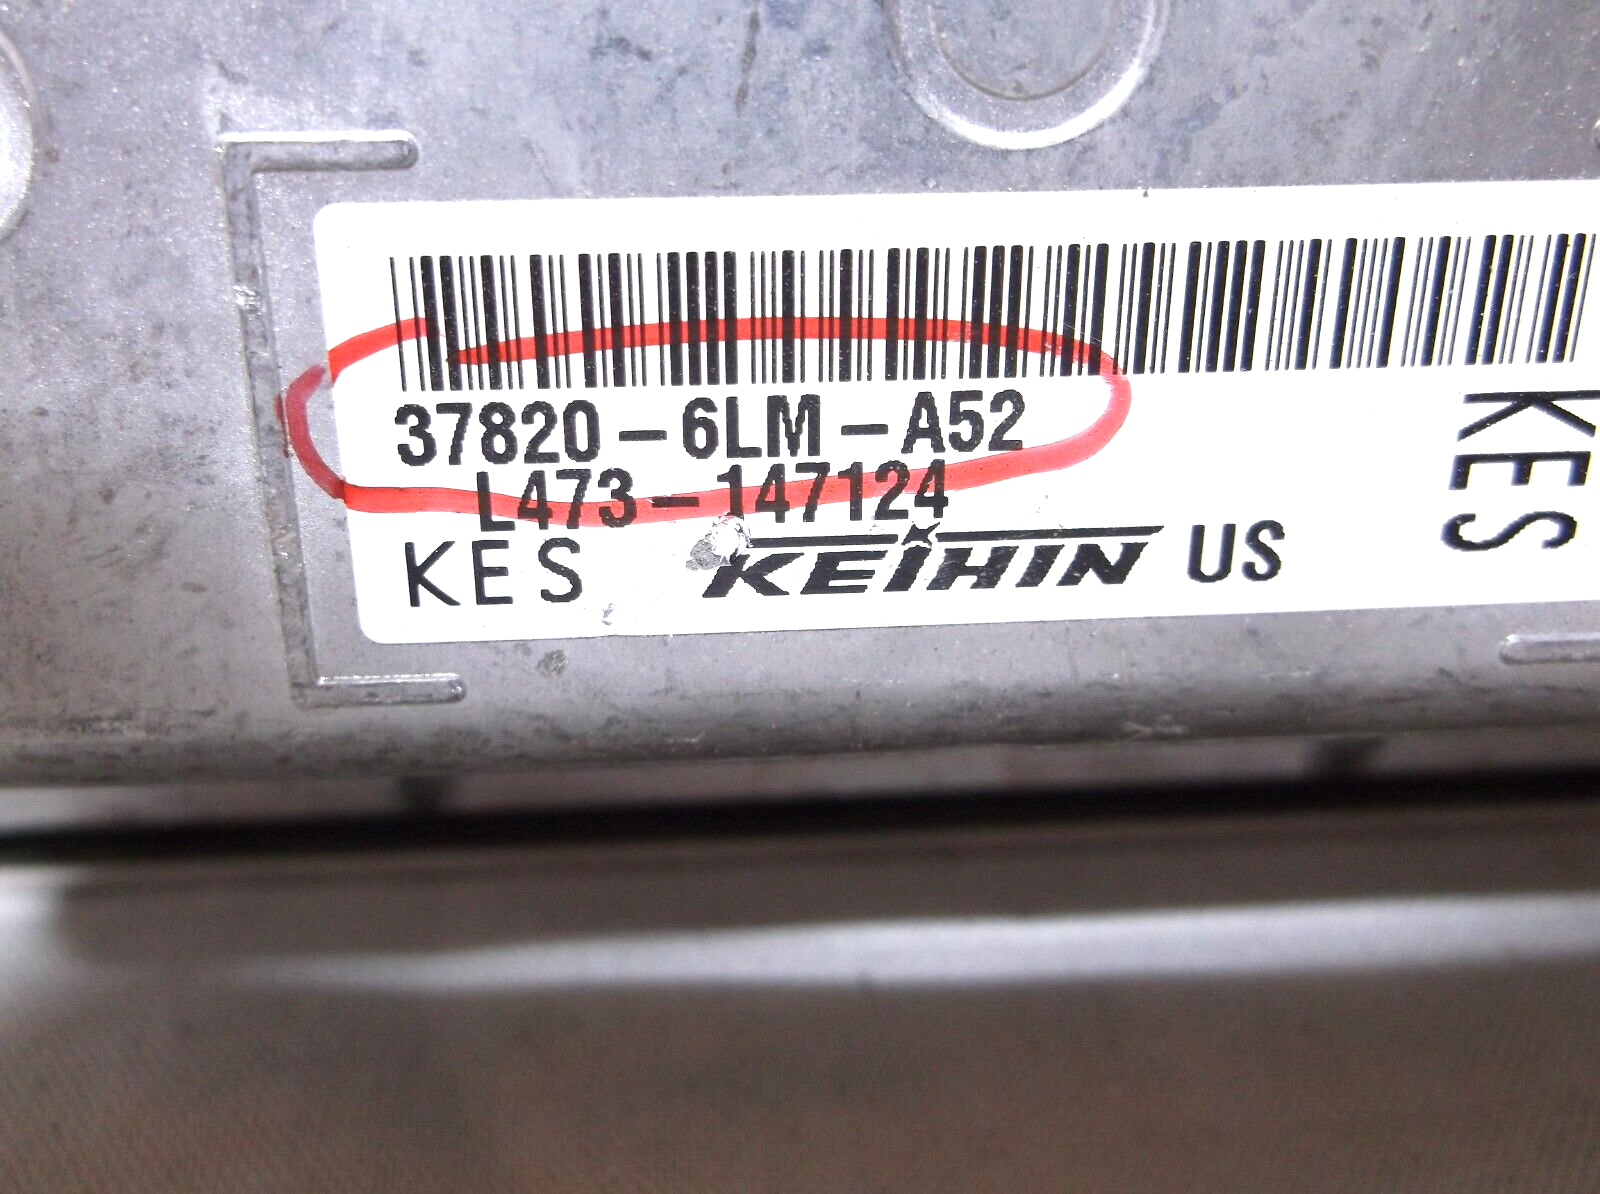 37820-6LM-A52
L473-147124
KES KEIHIN US
KES